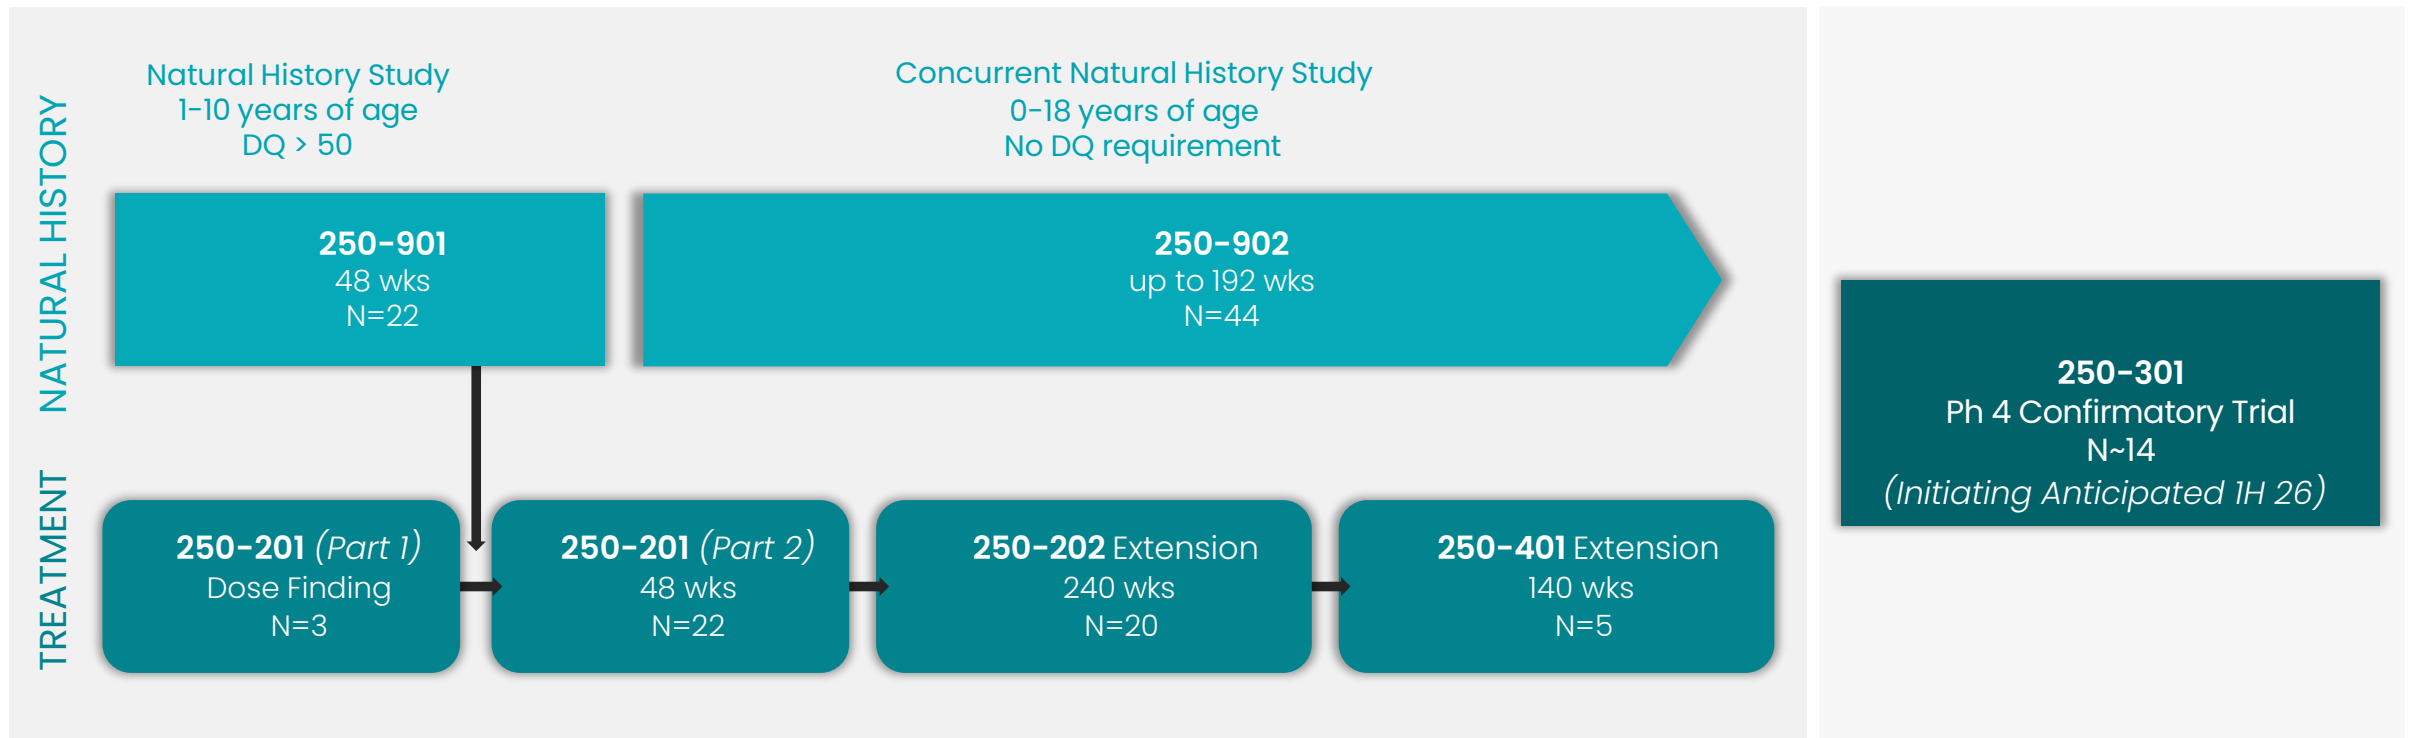 NATURAL HISTORY
Natural History Study
1-10 years of age
DQ > 50
Concurrent Natural History Study
0-18 years of age
No DQ requirement
250-901
48 wks
N=22
250-902
up to 192 wks
N=44
TREATMENT
250-201 (Part 1)
Dose Finding
N=3
250-201 (Part 2)
48 wks
N=22
250-202 Extension
240 wks
N=20
250-401 Extension
140 wks
N=5
250-301
Ph 4 Confirmatory Trial
N~14
(Initiating Anticipated 1H 26)